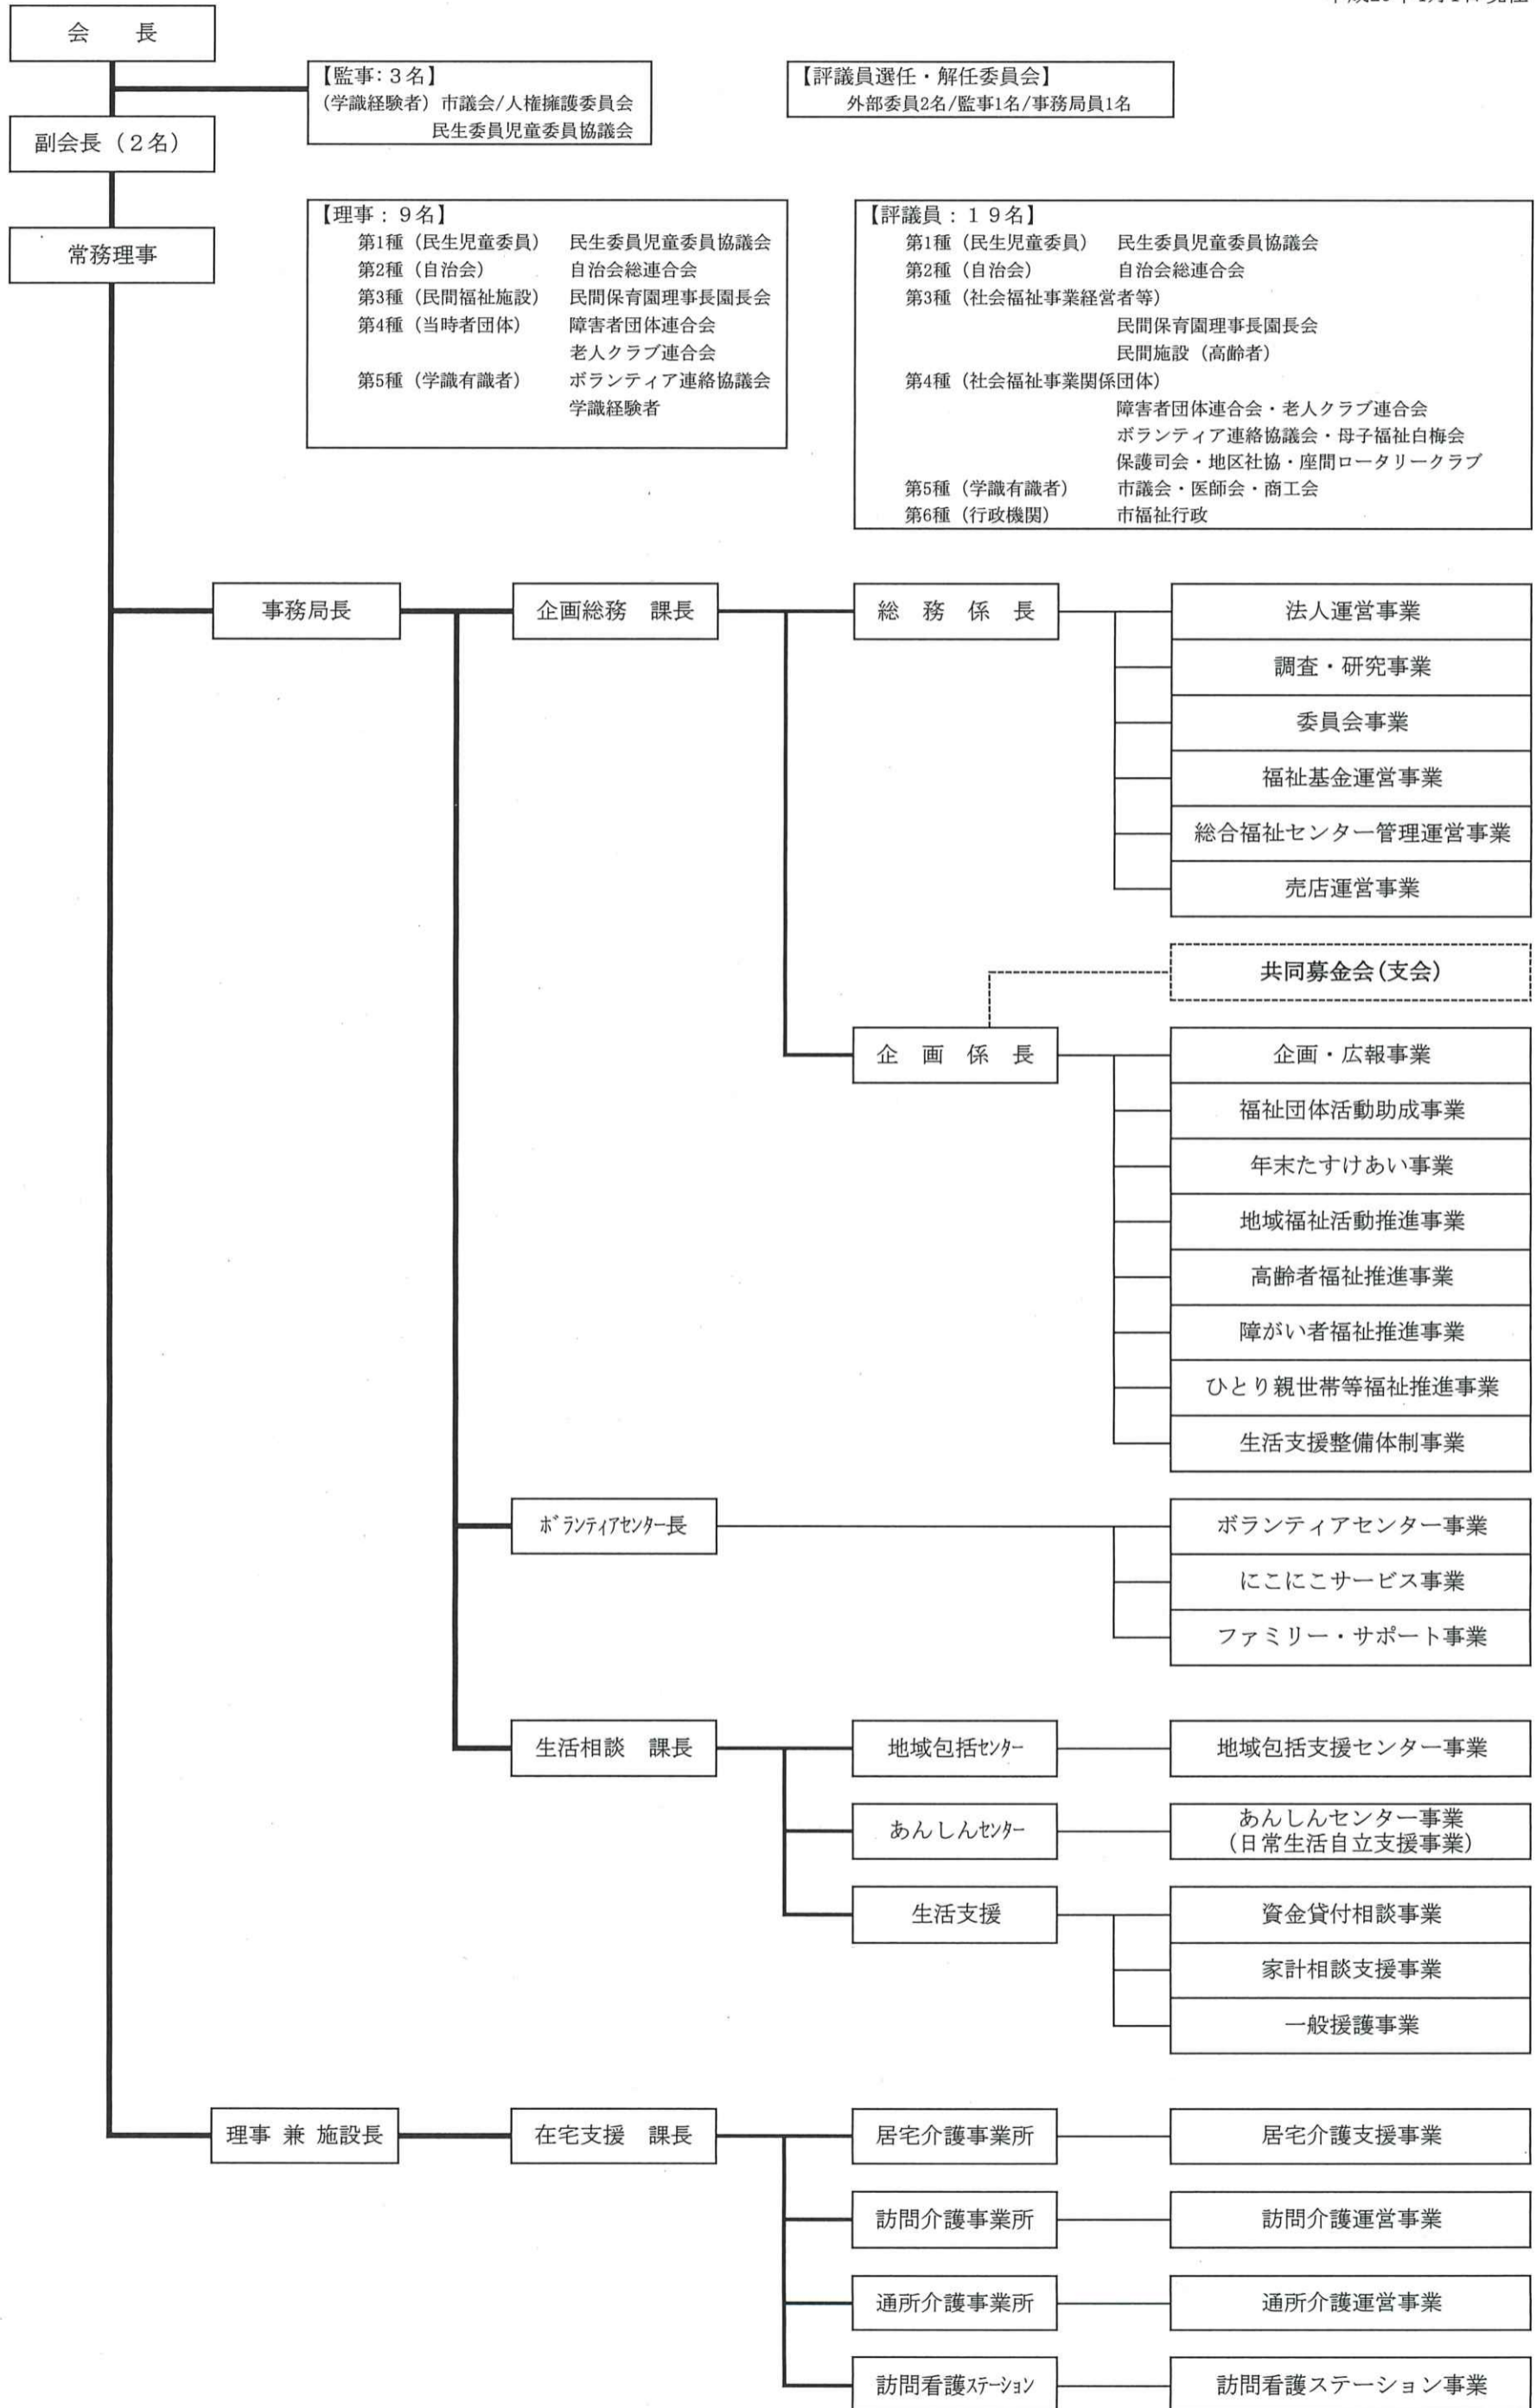 会　長
【監事：３名】
(学識経験者) 市議会/人権擁護委員会
民生委員児童委員協議会
【評議員選任・解任委員会】
外部委員2名/監事1名/事務局員1名
副会長（２名）
常務理事
【理事：９名】
第1種（民生児童委員）　民生委員児童委員協議会
第2種（自治会）　自治会総連合会
第3種（民間福祉施設）　民間保育園理事長園長会
第4種（当時者団体）　障害者団体連合会
老人クラブ連合会
第5種（学識有識者）　ボランティア連絡協議会
学識経験者
【評議員：１９名】
第1種（民生児童委員）　民生委員児童委員協議会
第2種（自治会）　自治会総連合会
第3種（社会福祉事業経営者等）
民間保育園理事長園長会
民間施設（高齢者）
第4種（社会福祉事業関係団体）
障害者団体連合会・老人クラブ連合会
ボランティア連絡協議会・母子福祉白梅会
保護司会・地区社協・座間ロータリークラブ
第5種（学識有識者）　市議会・医師会・商工会
第6種（行政機関）　市福祉行政
事務局長
企画総務　課長
総　務　係　長
法人運営事業
調査・研究事業
委員会事業
福祉基金運営事業
総合福祉センター管理運営事業
売店運営事業
共同募金会(支会)
企　画　係　長
企画・広報事業
福祉団体活動助成事業
年末たすけあい事業
地域福祉活動推進事業
高齢者福祉推進事業
障がい者福祉推進事業
ひとり親世帯等福祉推進事業
生活支援整備体制事業
ﾎﾞﾗﾝﾃｨｱｾﾝﾀｰ長
ボランティアセンター事業
にこにこサービス事業
ファミリー・サポート事業
生活相談　課長
地域包括ｾﾝﾀｰ
地域包括支援センター事業
あんしんｾﾝﾀｰ
あんしんセンター事業
（日常生活自立支援事業）
生活支援
資金貸付相談事業
家計相談支援事業
一般援護事業
理事 兼 施設長
在宅支援　課長
居宅介護事業所
居宅介護支援事業
訪問介護事業所
訪問介護運営事業
通所介護事業所
通所介護運営事業
訪問看護ｽﾃｰｼｮﾝ
訪問看護ステーション事業